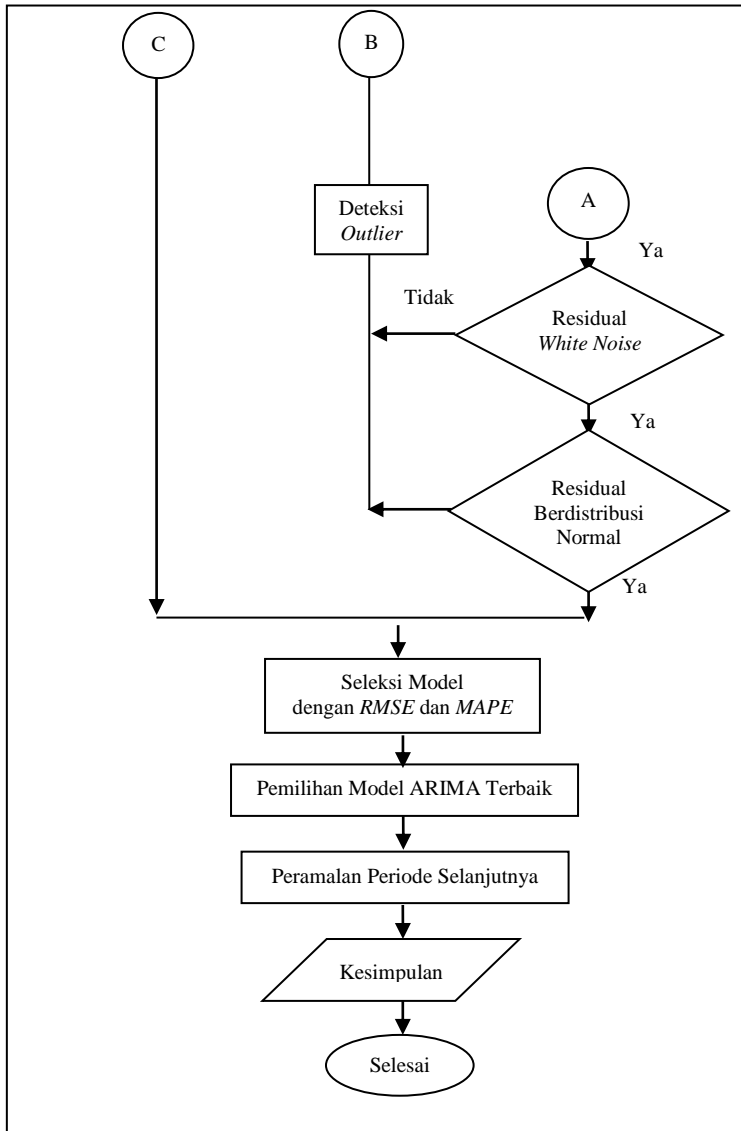 C
B
Deteksi
Outlier
A
Ya
Tidak
Residual
White Noise
Ya
Residual
Berdistribusi
Normal
Ya
Seleksi Model
dengan RMSE dan MAPE
Pemilihan Model ARIMA Terbaik
Peramalan Periode Selanjutnya
Kesimpulan
Selesai